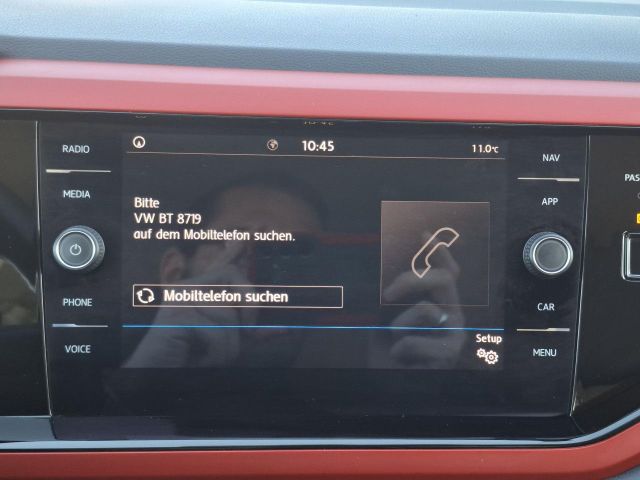 RADIO
MEDIA
PHONE
VOICE
10:45
11.0°C
Bitte
VW BT 8719
auf dem Mobiltelefon suchen.
Mobiltelefon suchen
Setup
NAV
APP
CAR
MENU
PAS